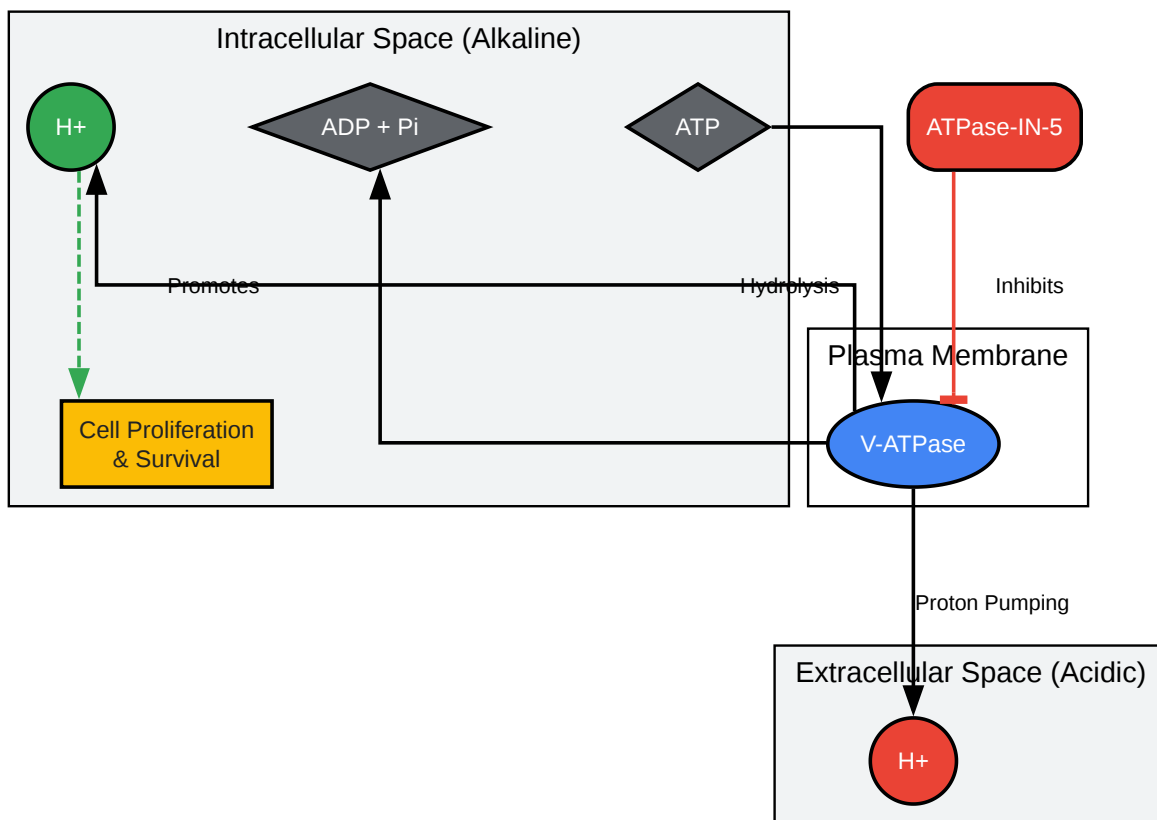 Intracellular Space (Alkaline)
H+
ADP + Pi
ATP
ATPase-IN-5
Promotes
Hydrolysis
Inhibits
Plasma Membrane
Cell Proliferation
& Survival
V-ATPase
Proton Pumping
Extracellular Space (Acidic)
H+